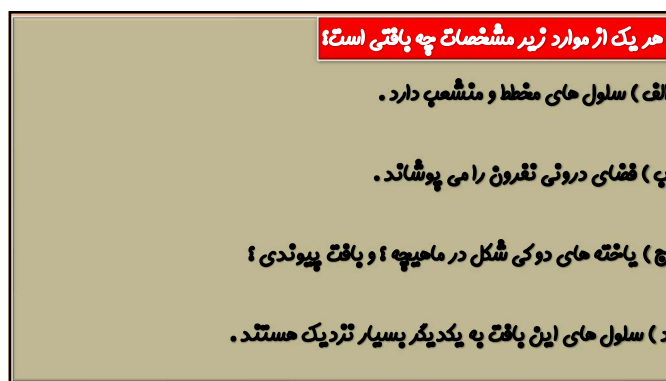 هر یک از موارد زیر مشخصات چه بافتی است؟
الف ) سلول های مخطط و منشعب دارد .
ب ) فضای درونی نفرون را می پوشاند .
ج ) یاخته های دوکی شکل در ماهیچه ؟ و بافت پیوندی ؟
د ) سلول های این بافت به یکدیگر بسیار نزدیک هستند .